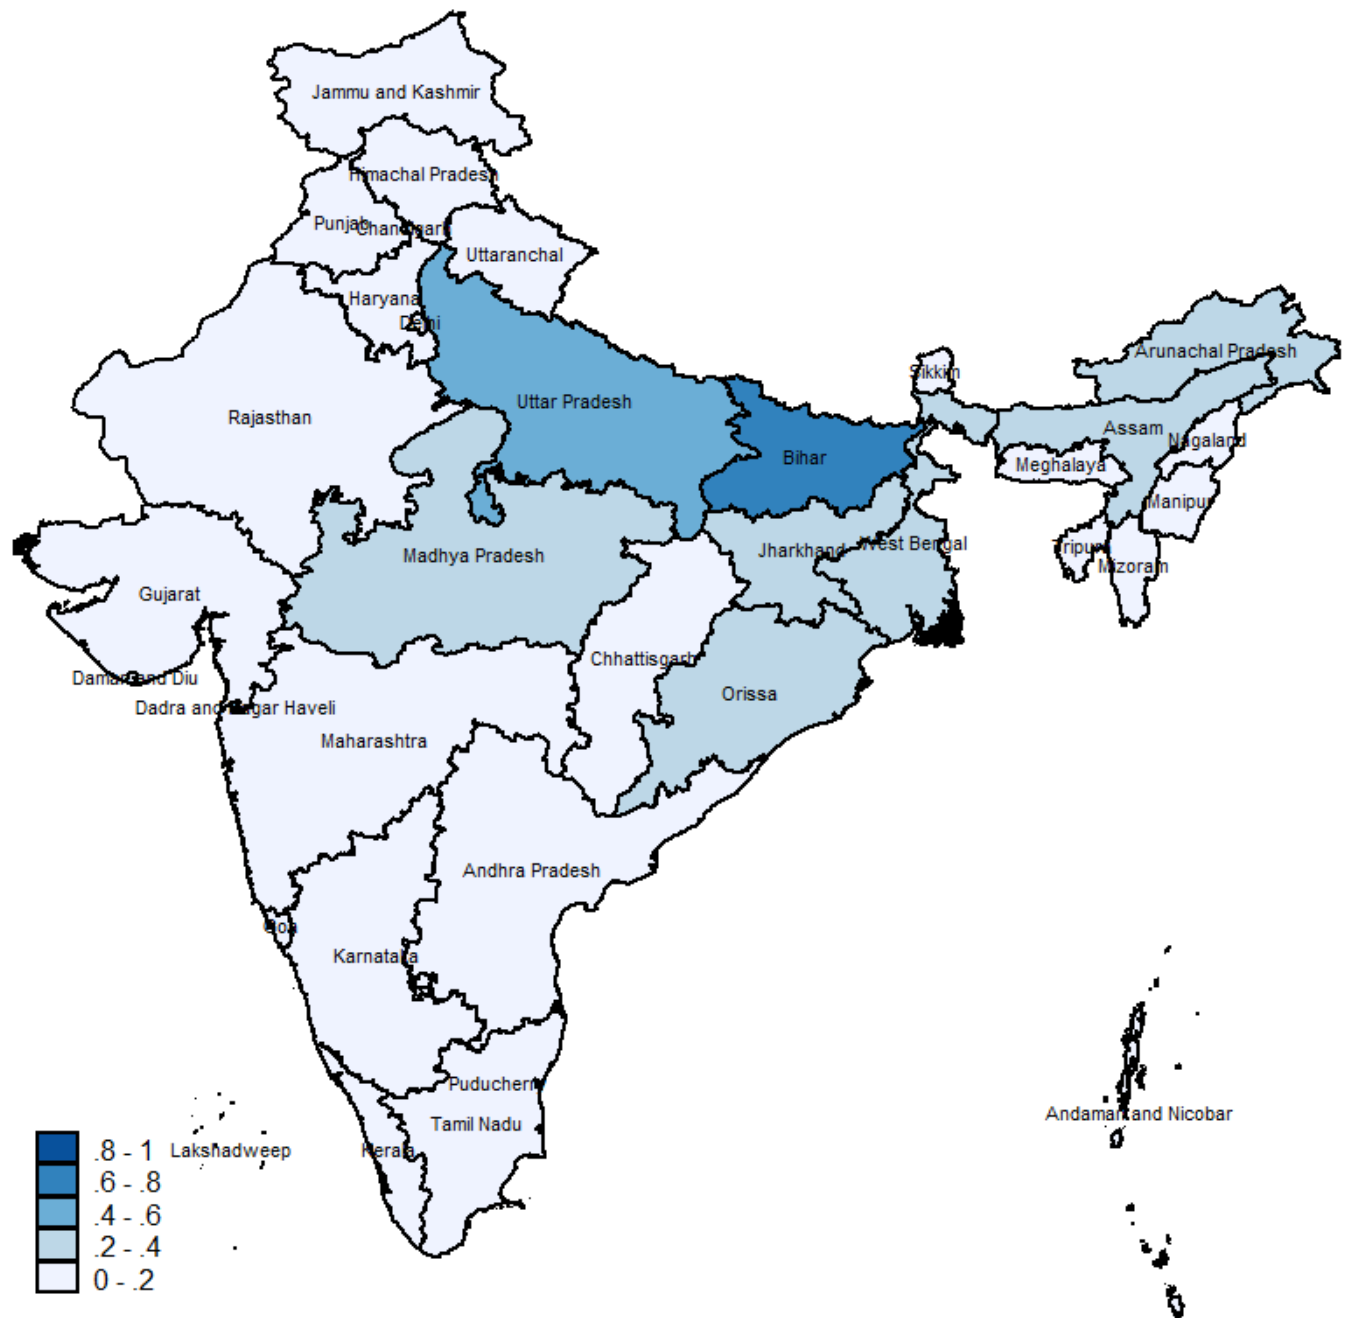 Jammu and Kashmir
Himachal Pradesh
Punjab
Chandigarh
Uttaranchal
Haryana
Delhi
Arunachal Pradesh
Sikkim
Uttar Pradesh
Rajasthan
Assam
Nagaland
Bihar
Meghalaya
Manipur
Madhya Pradesh
Jharkhand
West Bengal
Tripura
Mizoram
Gujarat
Chhattisgarh
Daman and Diu
Orissa
Dadra and Nagar Haveli
Maharashtra
Andhra Pradesh
Goa
Karnataka
Puducherry
Andaman and Nicobar
Tamil Nadu
Lakshadweep
Kerala
.8 - 1
.6 - .8
.4 - .6
.2 - .4
0 - .2